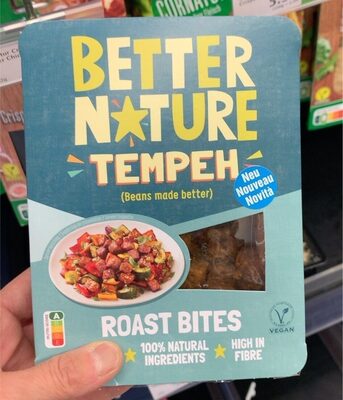 BETTER
NATURE
TEMPEH
(Beans made better)
Neu
Nouveau
Novità
ROAST BITES
100% NATURAL
INGREDIENTS
HIGH IN
FIBRE
VEGAN
A